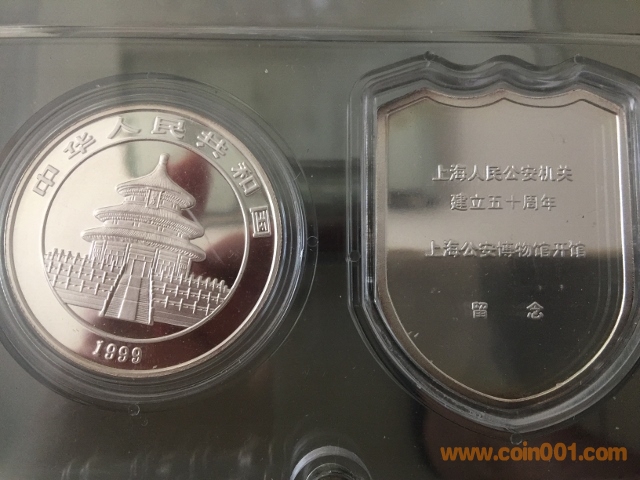 中华人民共和国
1999
上海人民公安机关
建立五十周年
上海公安博物馆开馆
留 念
www.coin001.com